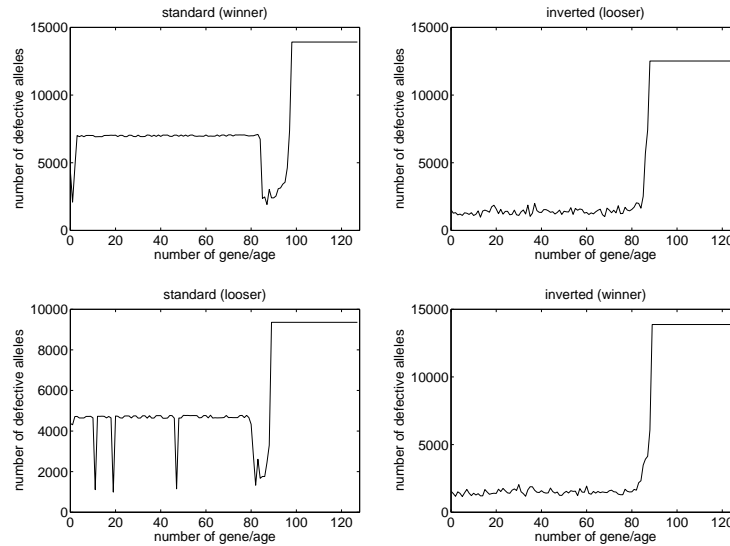 standard (winner)
15000
10000
5000
0
number of defective alleles
0 20 40 60 80 100 120
number of gene/age
inverted (looser)
15000
10000
5000
0
number of defective alleles
0 20 40 60 80 100 120
number of gene/age
standard (looser)
10000
8000
6000
4000
2000
0
number of defective alleles
0 20 40 60 80 100 120
number of gene/age
inverted (winner)
15000
10000
5000
0
number of defective alleles
0 20 40 60 80 100 120
number of gene/age